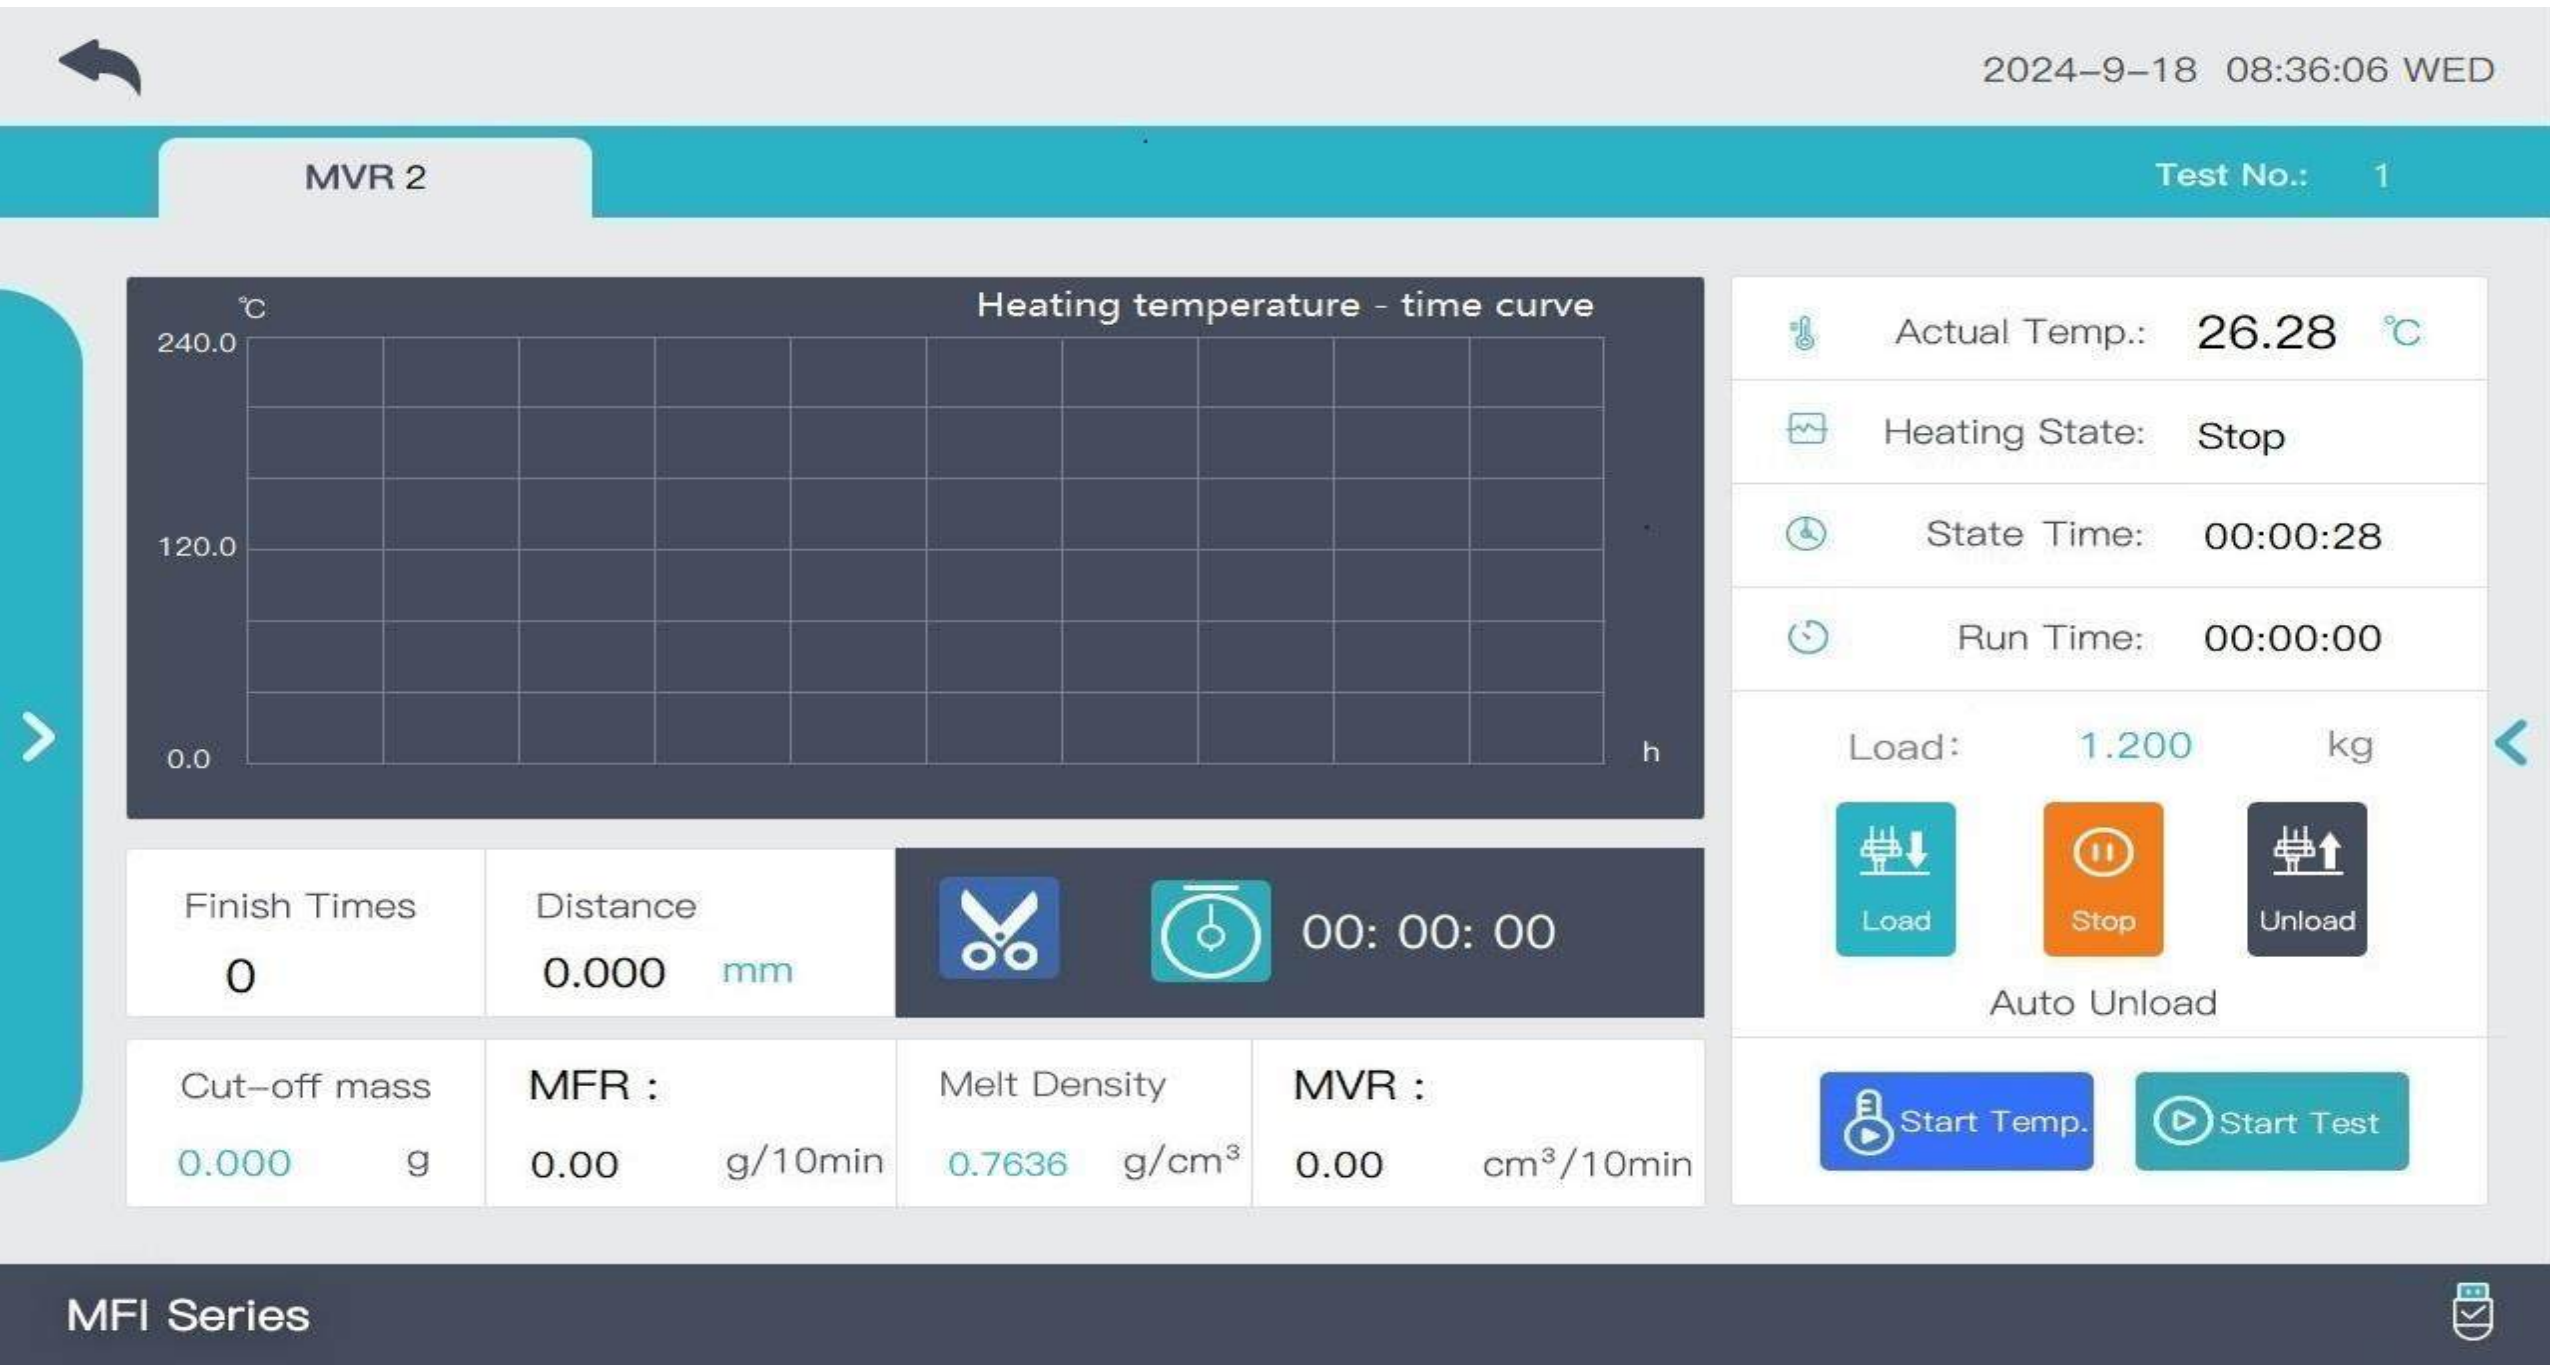 2024-9-18 08:36:06 WED
MVR 2
Test No.: 1
℃
Heating temperature - time curve
240.0
120.0
0.0
h
Actual Temp.: 26.28 ℃
Heating State: Stop
State Time: 00:00:28
Run Time: 00:00:00
Load: 1.200 kg
Load
Stop
Unload
Auto Unload
Start Temp.
Start Test
Finish Times
0
Distance
0.000 mm
00: 00: 00
Cut-off mass
0.000 g
MFR :
0.00 g/10min
Melt Density
0.7636 g/cm³
MVR :
0.00 cm³/10min
MFI Series